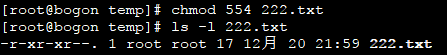 [root@bogon temp]# chmod 554 222.txt
[root@bogon temp]# ls -l 222.txt
-r-xr-xr--. 1 root root 17 12月 20 21:59 222.txt